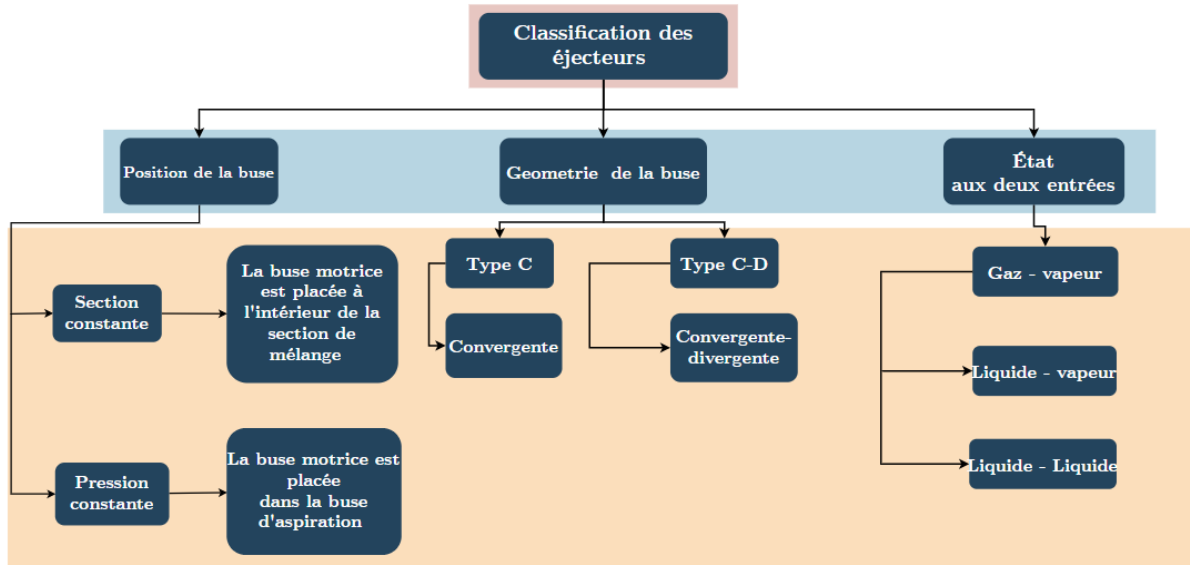 Classification des
éjecteurs
Position de la buse
Geometrie de la buse
État
aux deux entrées
Section
constante
La buse motrice
est placée à
l'intérieur de la
section de
mélange
Pression
constante
La buse motrice est
placée
dans la buse
d'aspiration
Type C
Convergente
Type C-D
Convergente-
divergente
Gaz - vapeur
Liquide - vapeur
Liquide - Liquide